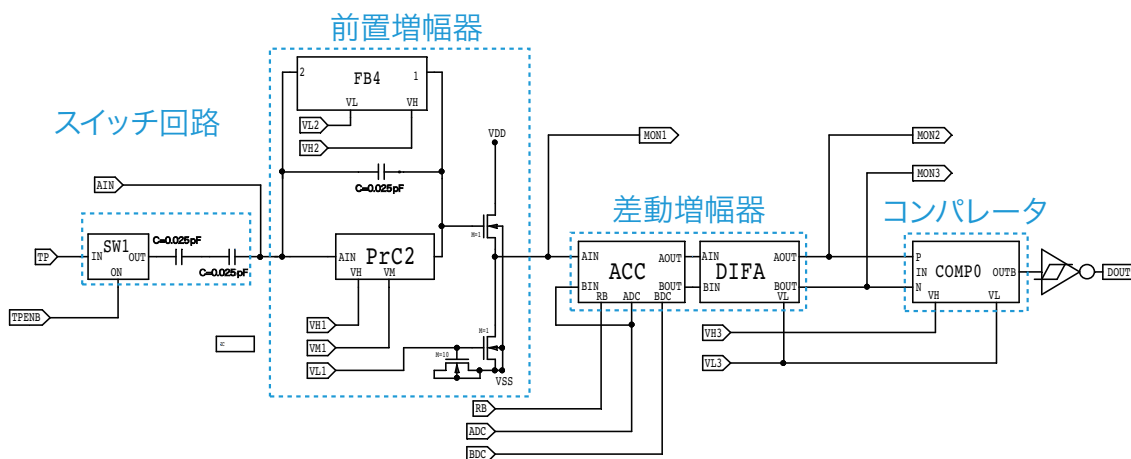 前置増幅器
2 FB4 1
VL VH
スイッチ回路
VL2
VH2
VDD
MON1
MON2
MON3
C=0.025pF
AIN
差動増幅器
コンパレータ
SW1
TP
IN OUT
ON
C=0.025pF
C=0.025pF
M=1
AIN PrC2
VH VM
AIN ACC AOUT
BIN BOUT
RB ADC BDC
AIN DIFA AOUT
BIN BOUT
VL
P
IN COMP0 OUTB
N
VH VL
DOUT
TPENB
VH1
VM1
VL1
M=1
M=10
VSS
VH3
VL3
RB
ADC
BDC